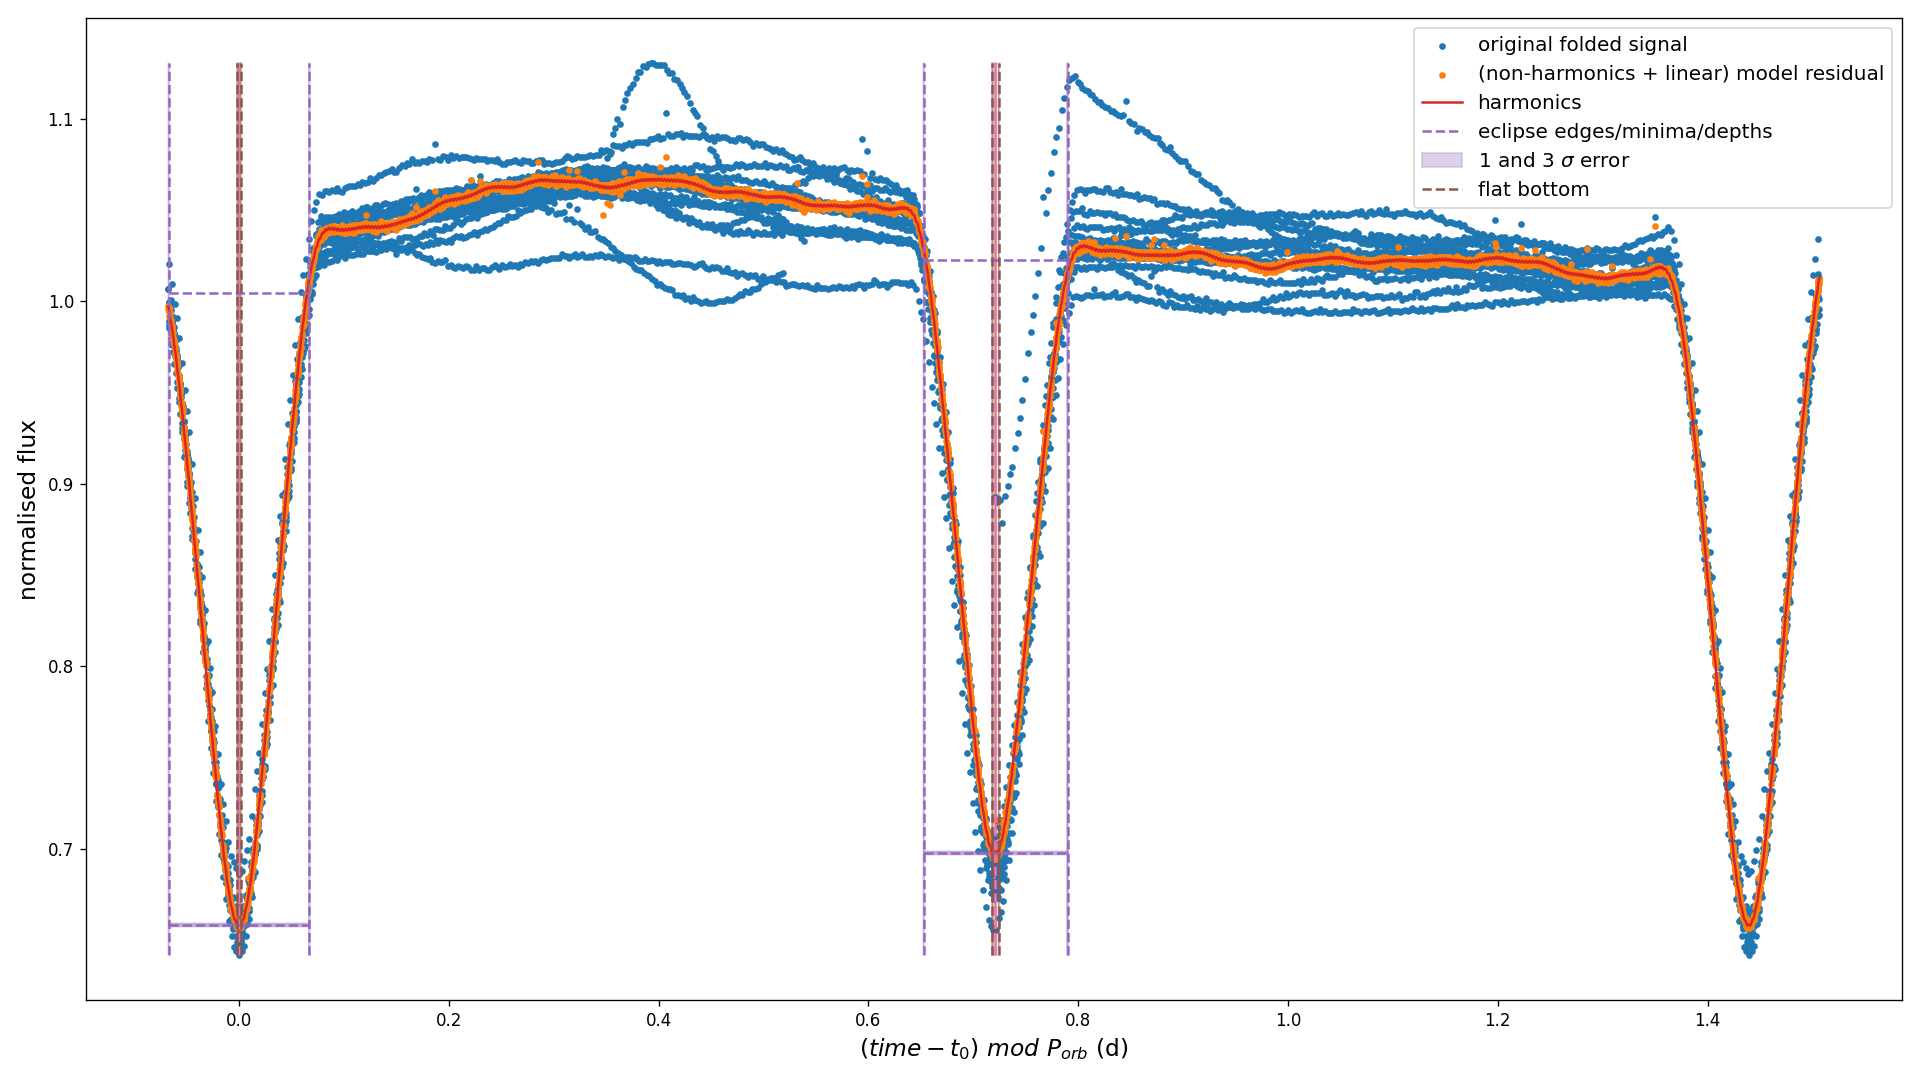 original folded signal
(non-harmonics + linear) model residual
harmonics
eclipse edges/minima/depths
1 and 3 σ error
flat bottom
normalised flux
1.1
1.0
0.9
0.8
0.7
0.0 0.2 0.4 0.6 0.8 1.0 1.2 1.4
(time − t₀) mod Pₒᵣb (d)